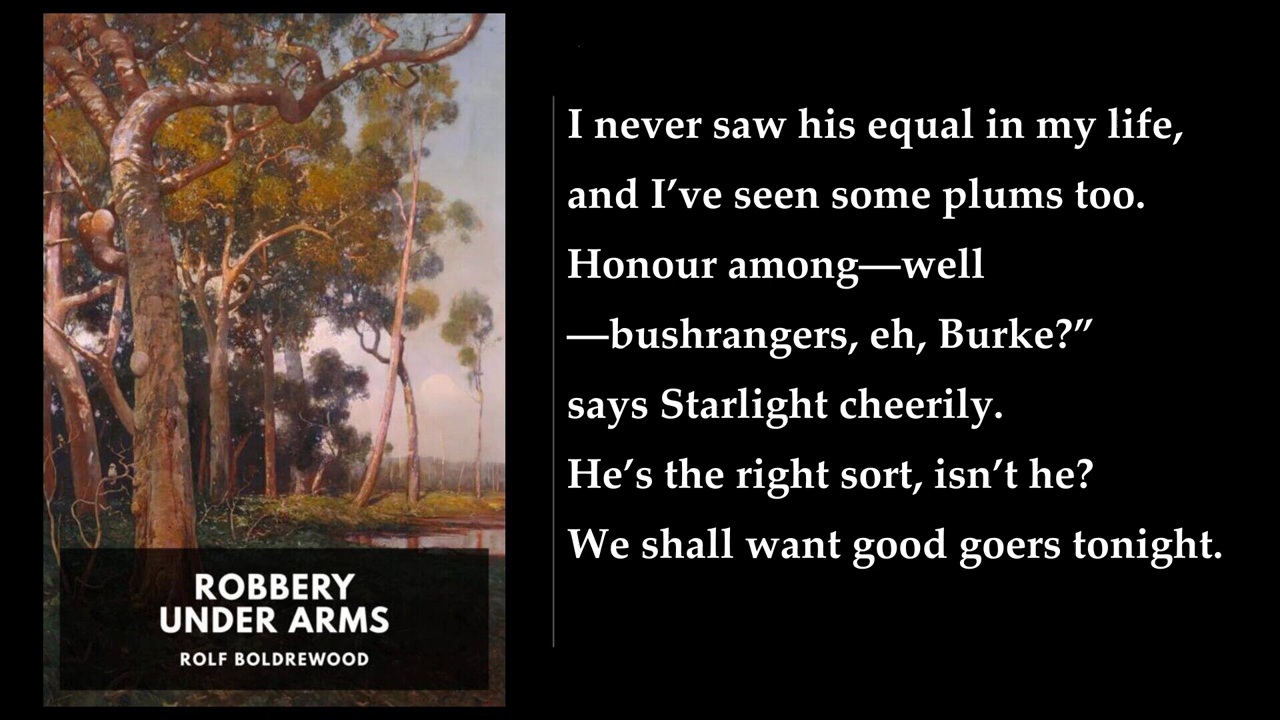 ROBBERY
UNDER ARMS
ROLF BOLDREWOOD
I never saw his equal in my life,
and I’ve seen some plums too.
Honour among—well
—bushrangers, eh, Burke?”
says Starlight cheerily.
He’s the right sort, isn’t he?
We shall want good goers tonight.